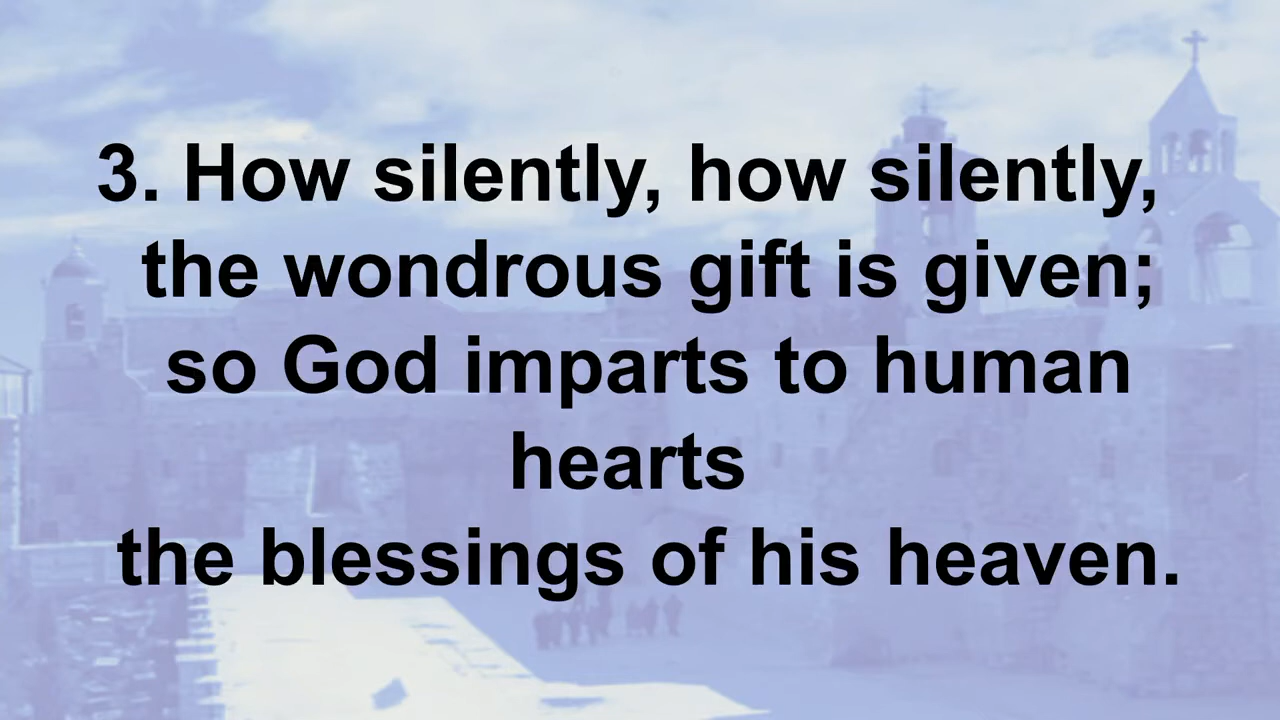 3. How silently, how silently,
the wondrous gift is given;
so God imparts to human
hearts
the blessings of his heaven.